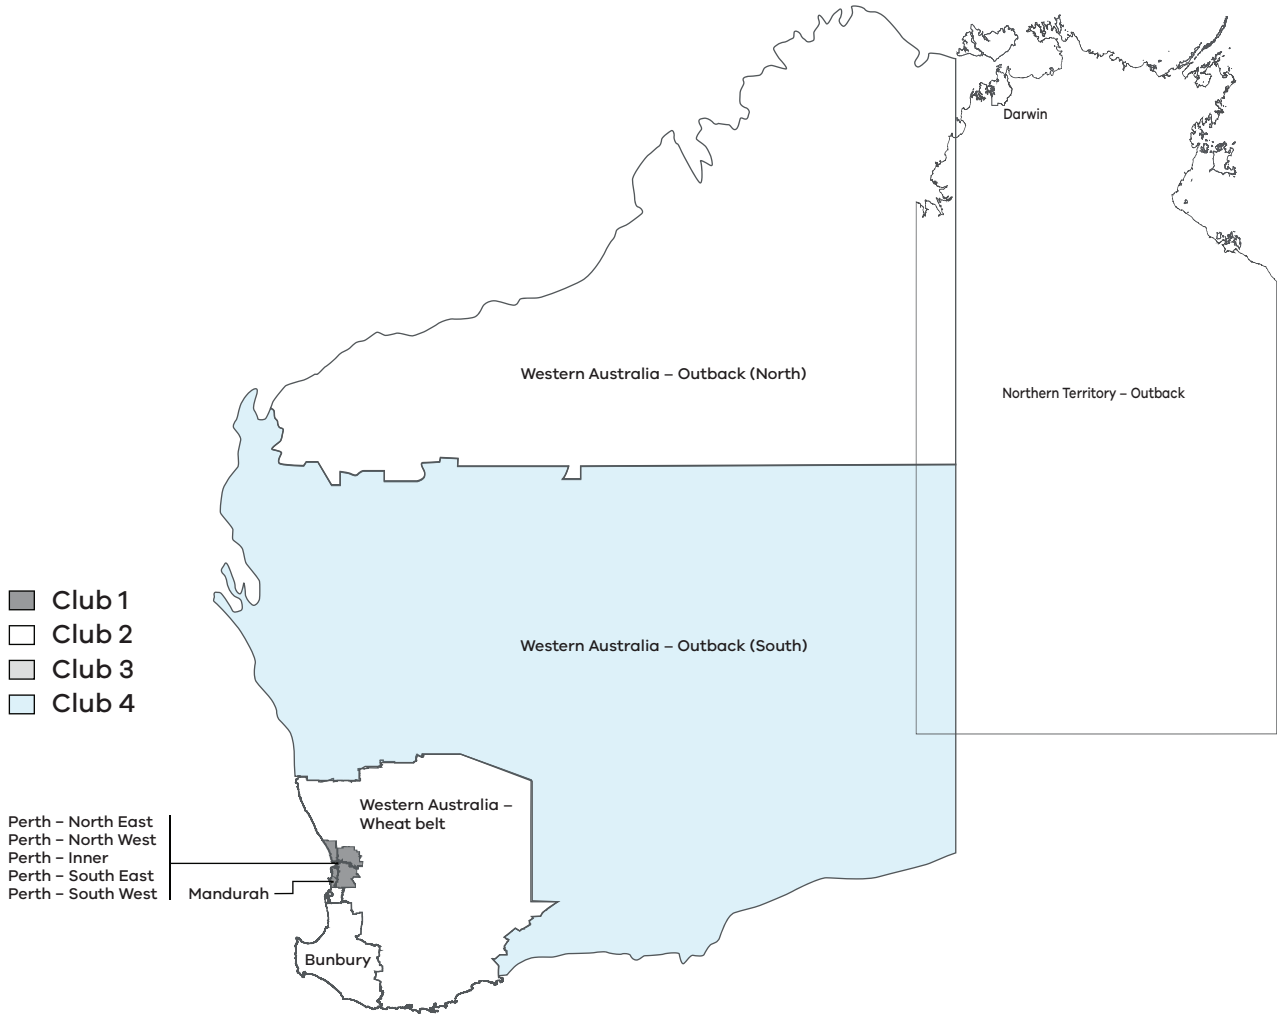 Darwin
Western Australia – Outback (North)
Northern Territory – Outback
Club 1
Club 2
Club 3
Club 4
Western Australia – Outback (South)
Western Australia –
Wheat belt
Perth – North East
Perth – North West
Perth – Inner
Perth – South East
Perth – South West
Mandurah
Bunbury